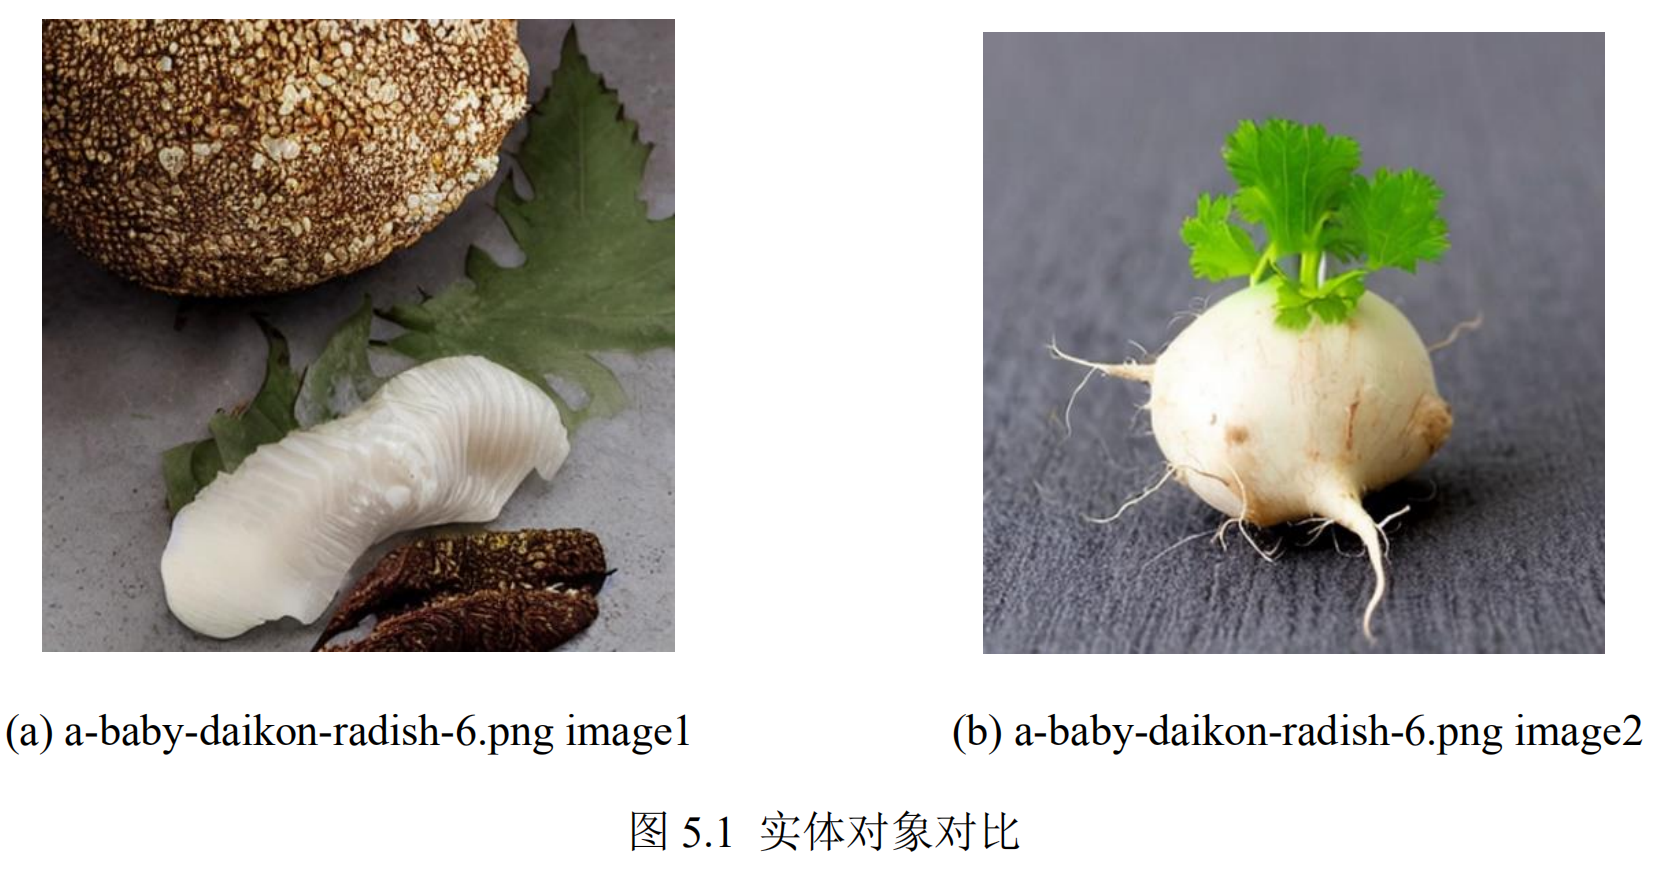 (a) a-baby-daikon-radish-6.png image1
(b) a-baby-daikon-radish-6.png image2
图 5.1 实体对象对比